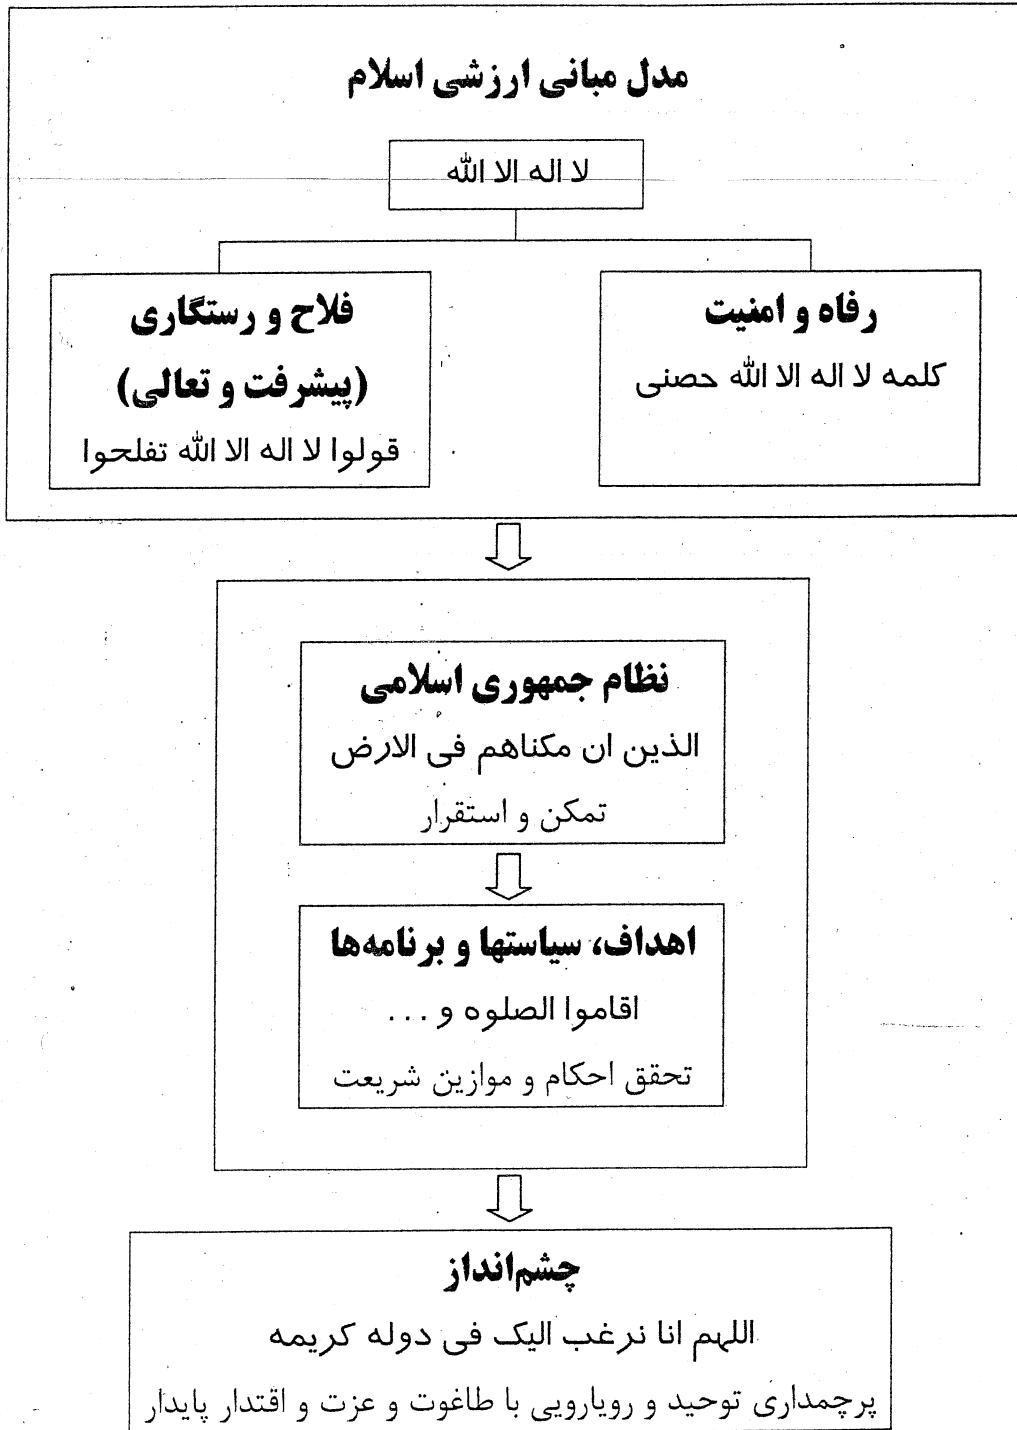 مدل مبانی ارزشی اسلام
لا اله الا الله
رفاه و امنیت
کلمه لا اله الا الله حصنی
فلاح و رستگاری
(پیشرفت و تعالی)
قولوا لا اله الا الله تفلحوا
نظام جمهوری اسلامی
الذین ان مکناهم فی الارض
تمکن و استقرار
اهداف، سیاستها و برنامه‌ها
اقاموا الصلوه و ...
تحقق احکام و موازین شریعت
چشم‌انداز
اللهم انا نرغب الیک فی دوله کریمه
پرچمداری توحید و رویارویی با طاغوت و عزت و اقتدار پایدار